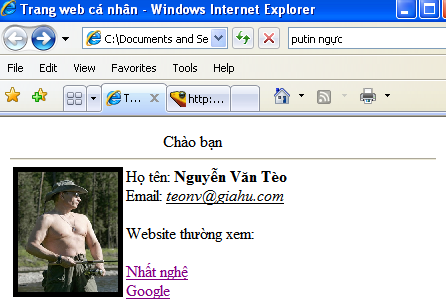 Trang web cá nhân - Windows Internet Explorer
C:\Documents and Se
putin ngực
File Edit View Favorites Tools Help
T...
http:...
Chào bạn
Họ tên: Nguyễn Văn Tèo
Email: teonv@giahu.com
Website thường xem:
Nhất nghệ
Google